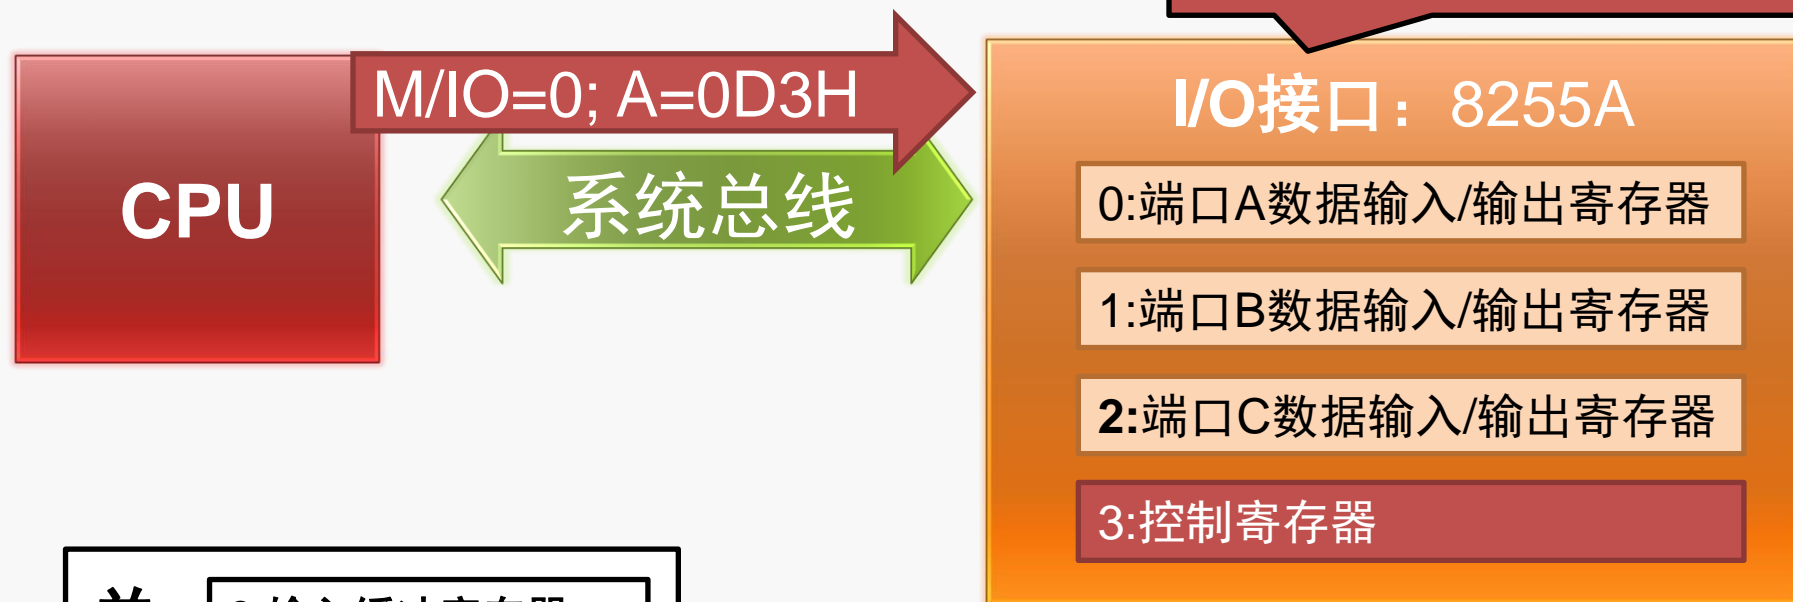 M/IO=0; A=0D3H
CPU
系统总线
I/O接口：8255A
0:端口A数据输入/输出寄存器
1:端口B数据输入/输出寄存器
2:端口C数据输入/输出寄存器
3:控制寄存器